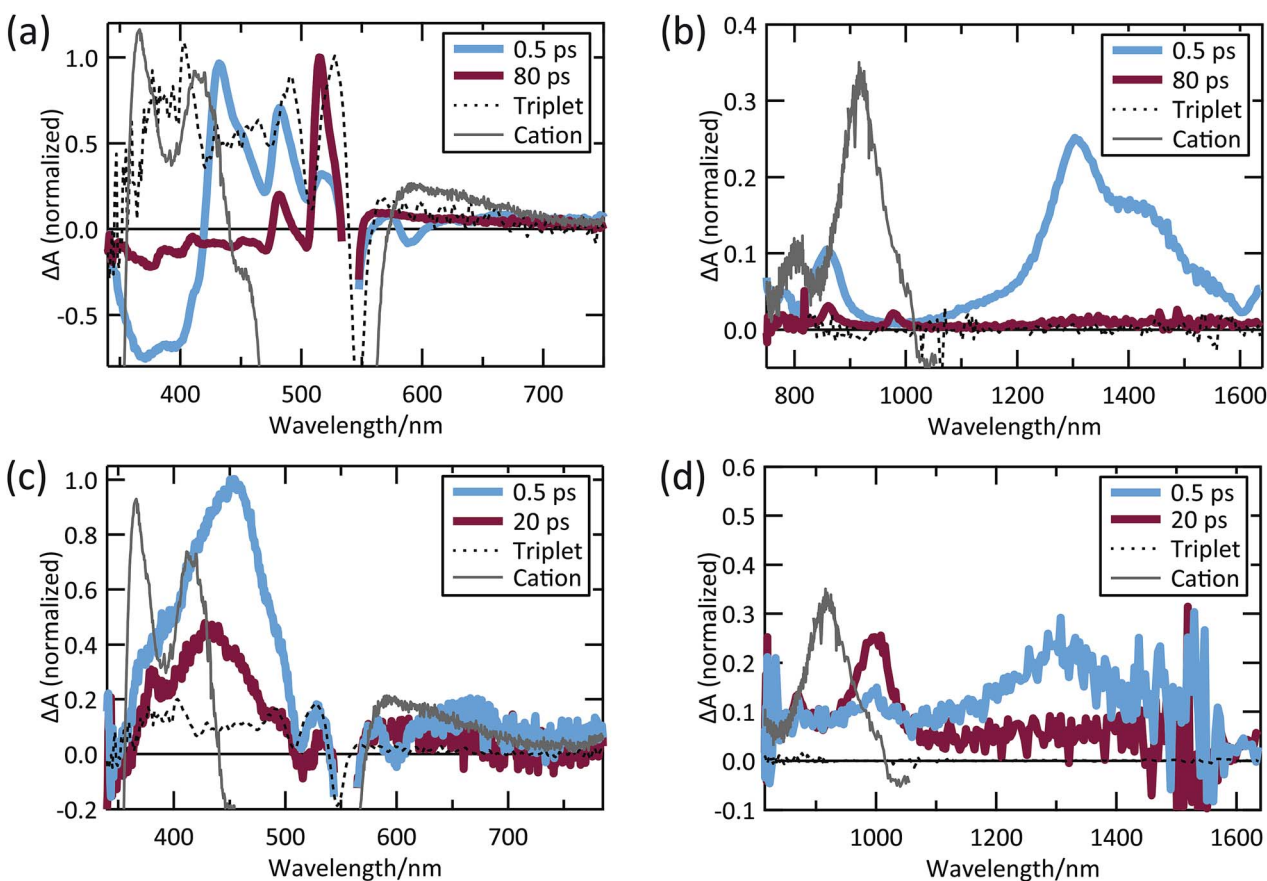 (a)
1.0
0.5
0.0
-0.5
ΔA (normalized)
0.5 ps
80 ps
Triplet
Cation
400
500
600
700
Wavelength/nm
(b)
0.4
0.3
0.2
0.1
0.0
ΔA (normalized)
0.5 ps
80 ps
Triplet
Cation
800
1000
1200
1400
1600
Wavelength/nm
(c)
1.0
0.8
0.6
0.4
0.2
0.0
-0.2
ΔA (normalized)
0.5 ps
20 ps
Triplet
Cation
400
500
600
700
Wavelength/nm
(d)
0.6
0.5
0.4
0.3
0.2
0.1
0.0
-0.1
ΔA (normalized)
0.5 ps
20 ps
Triplet
Cation
1000
1200
1400
1600
Wavelength/nm